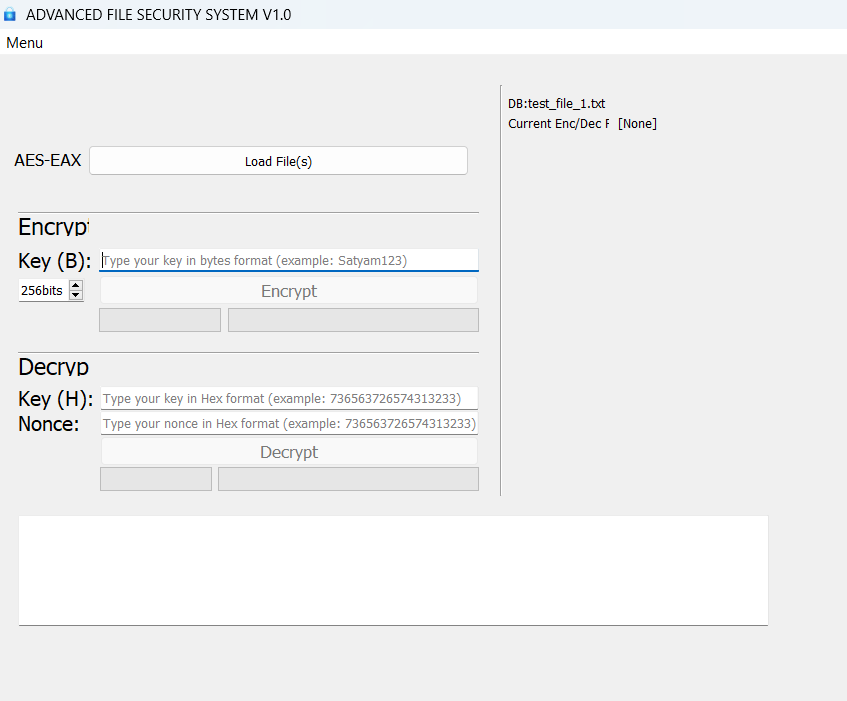 ADVANCED FILE SECURITY SYSTEM V1.0
Menu
DB:test_file_1.txt
Current Enc/Dec F [None]
AES-EAX Load File(s)
Encrypt
Key (B): Type your key in bytes format (example: Satyam123)
256bits Encrypt
Decryp
Key (H): Type your key in Hex format (example: 736563726574313233)
Nonce: Type your nonce in Hex format (example: 736563726574313233)
Decrypt